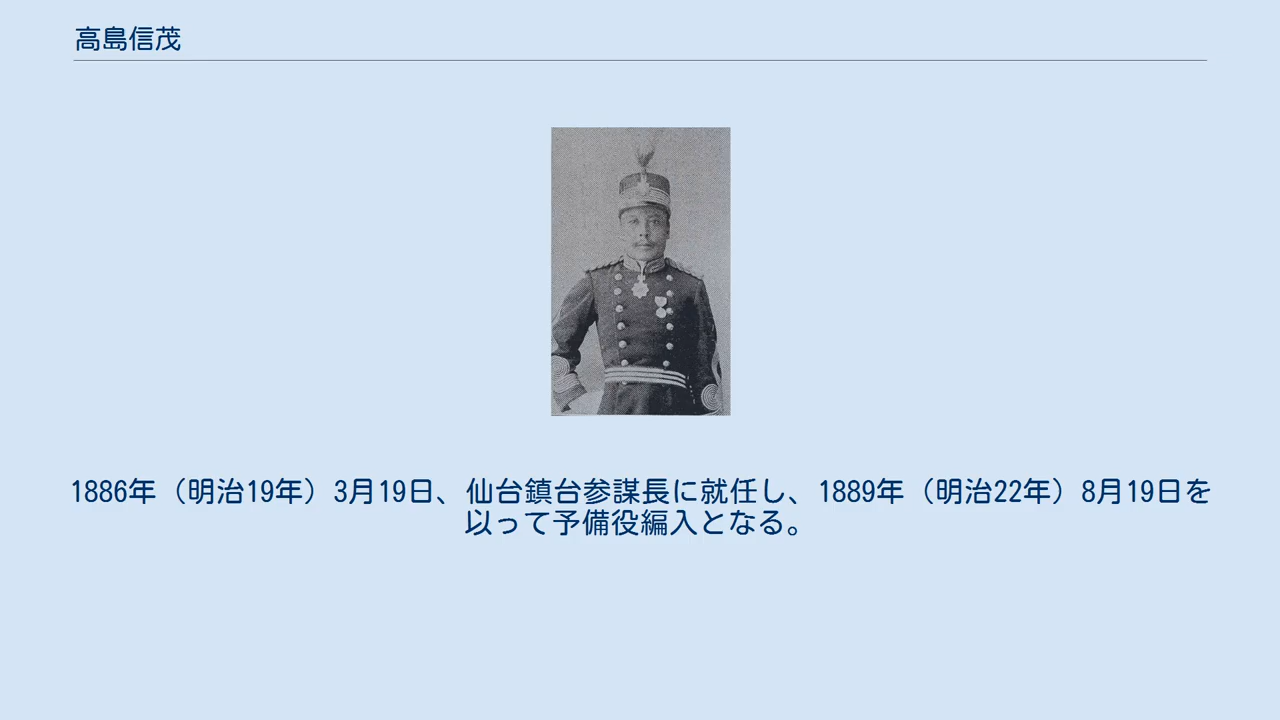 高島信茂
1886年（明治19年）3月19日、仙台鎮台参謀長に就任し、1889年（明治22年）8月19日を
以って予備役編入となる。